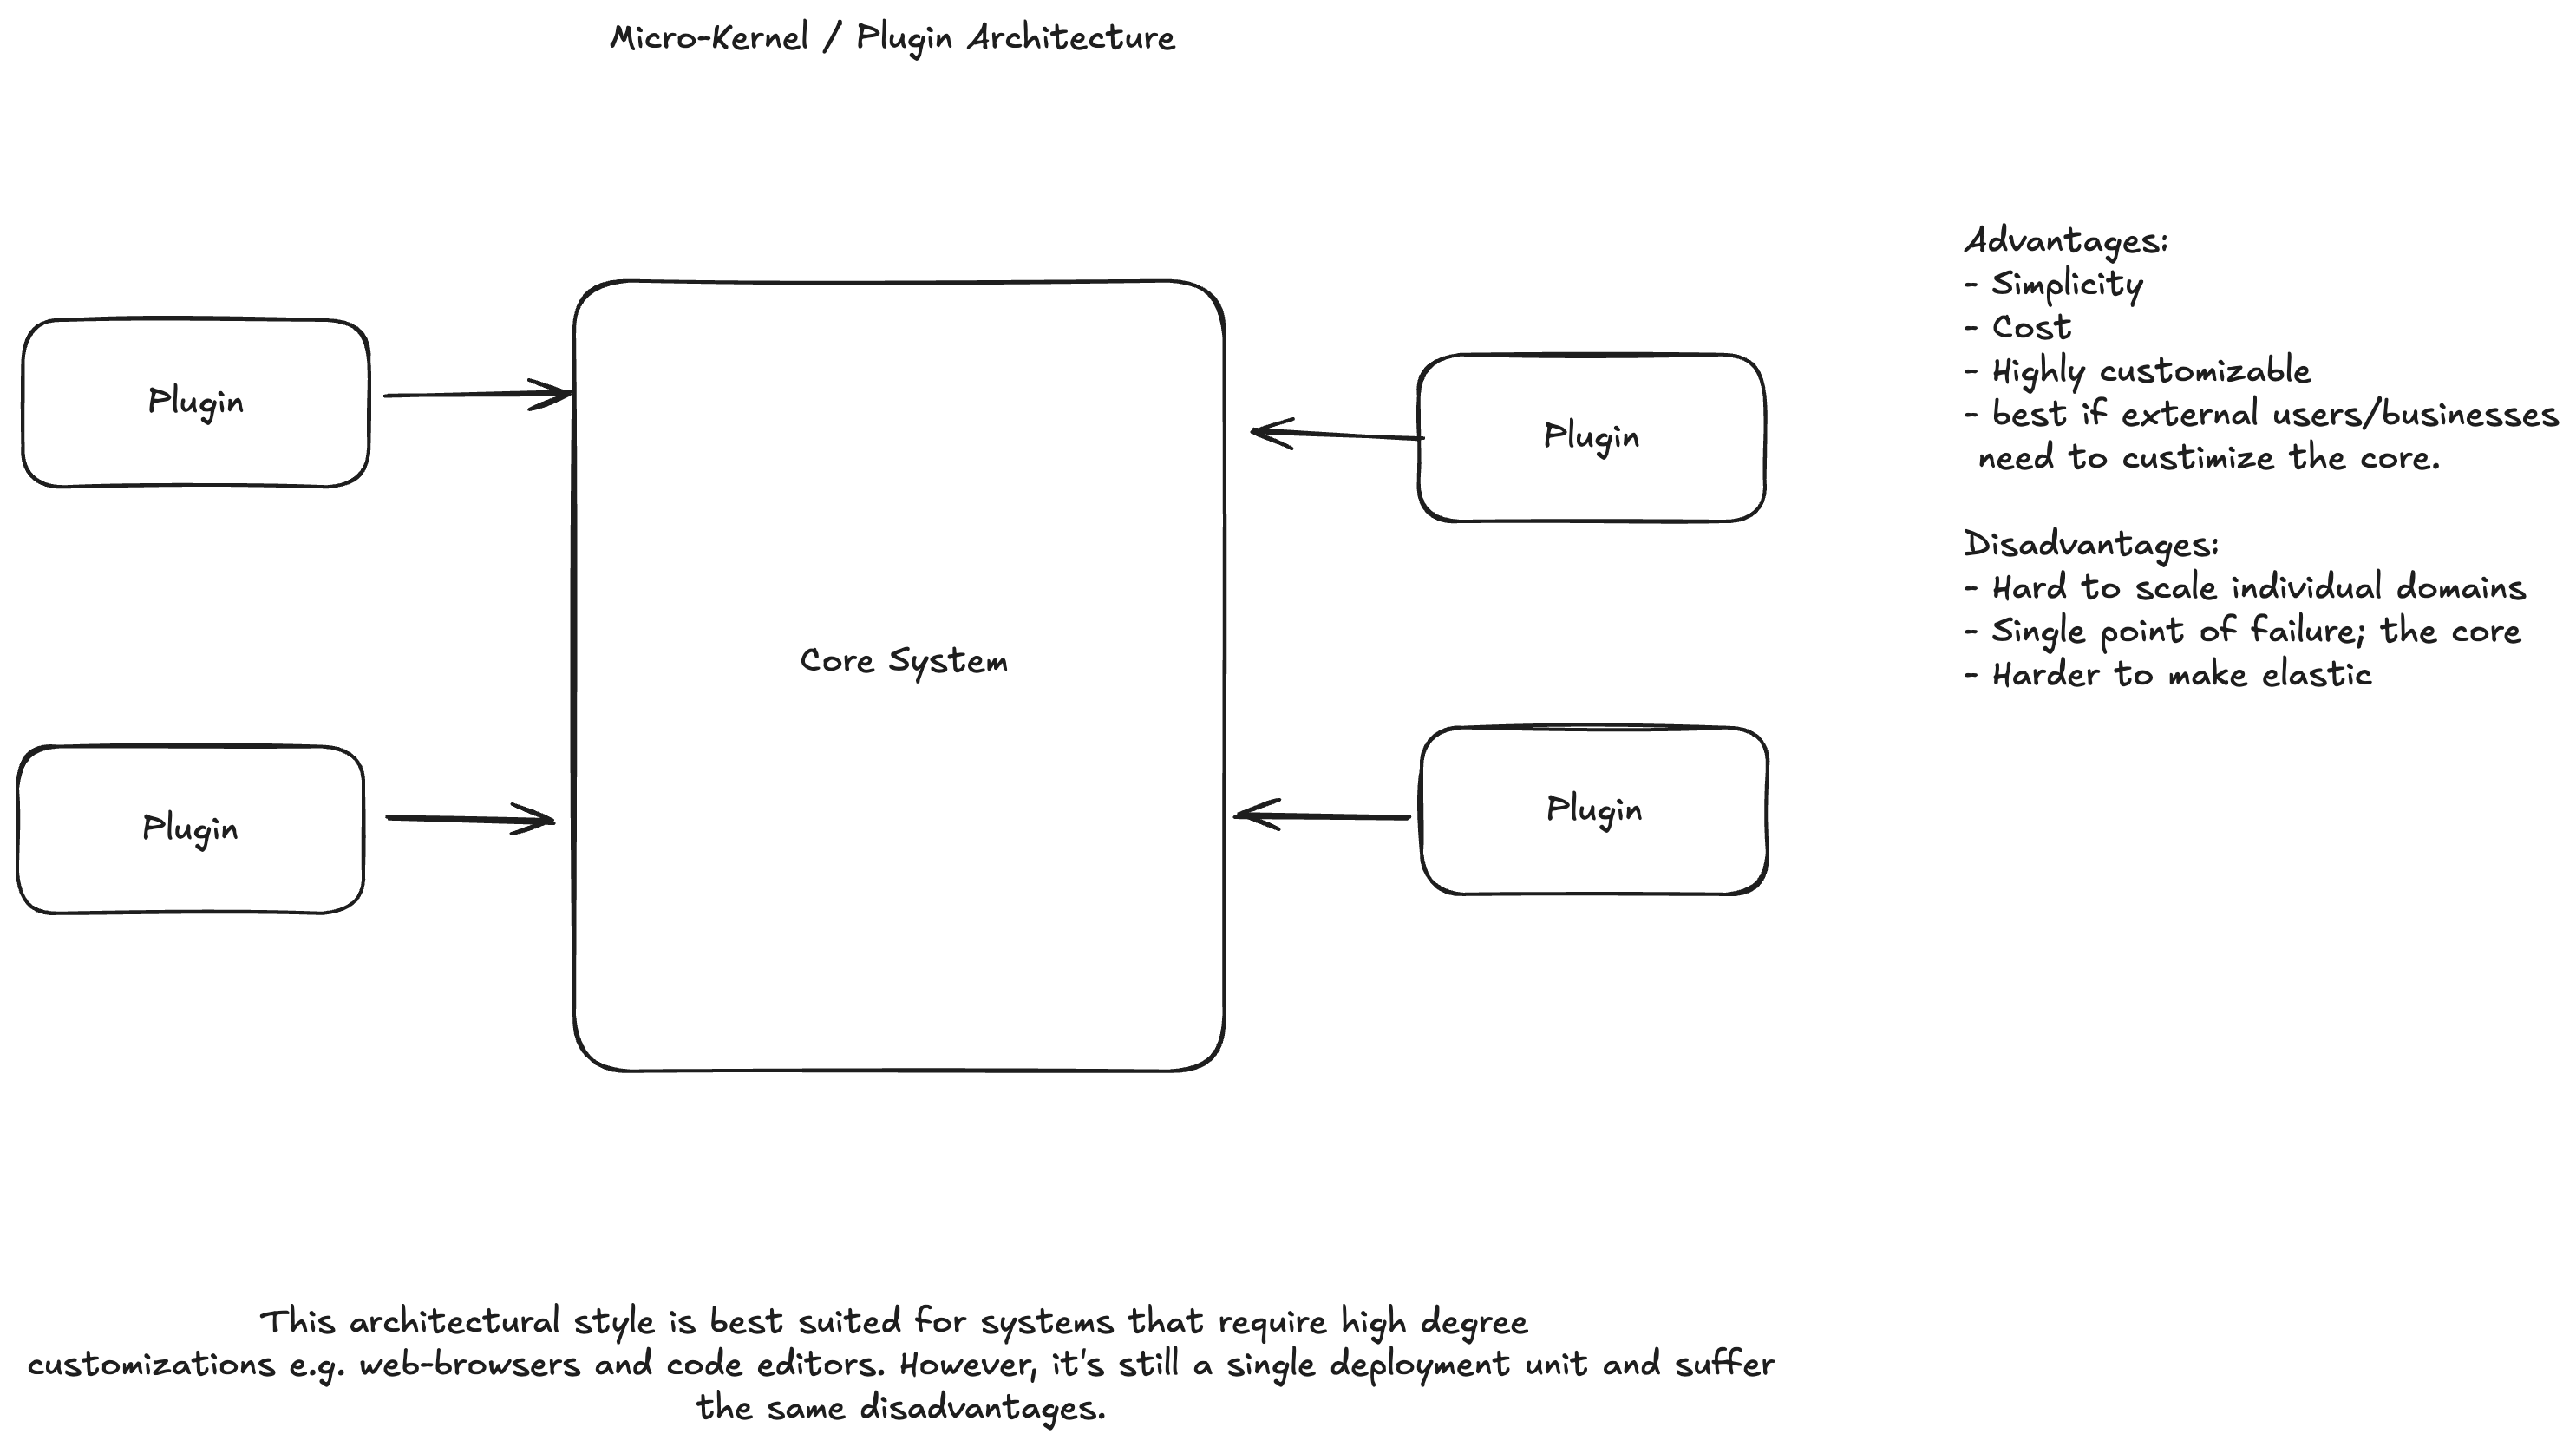 Micro-Kernel / Plugin Architecture
Plugin
Plugin
Core System
Plugin
Plugin
Advantages:
- Simplicity
- Cost
- Highly customizable
- best if external users/businesses
need to custimize the core.
Disadvantages:
- Hard to scale individual domains
- Single point of failure; the core
- Harder to make elastic
This architectural style is best suited for systems that require high degree
customizations e.g. web-browsers and code editors. However, it's still a single deployment unit and suffer
the same disadvantages.